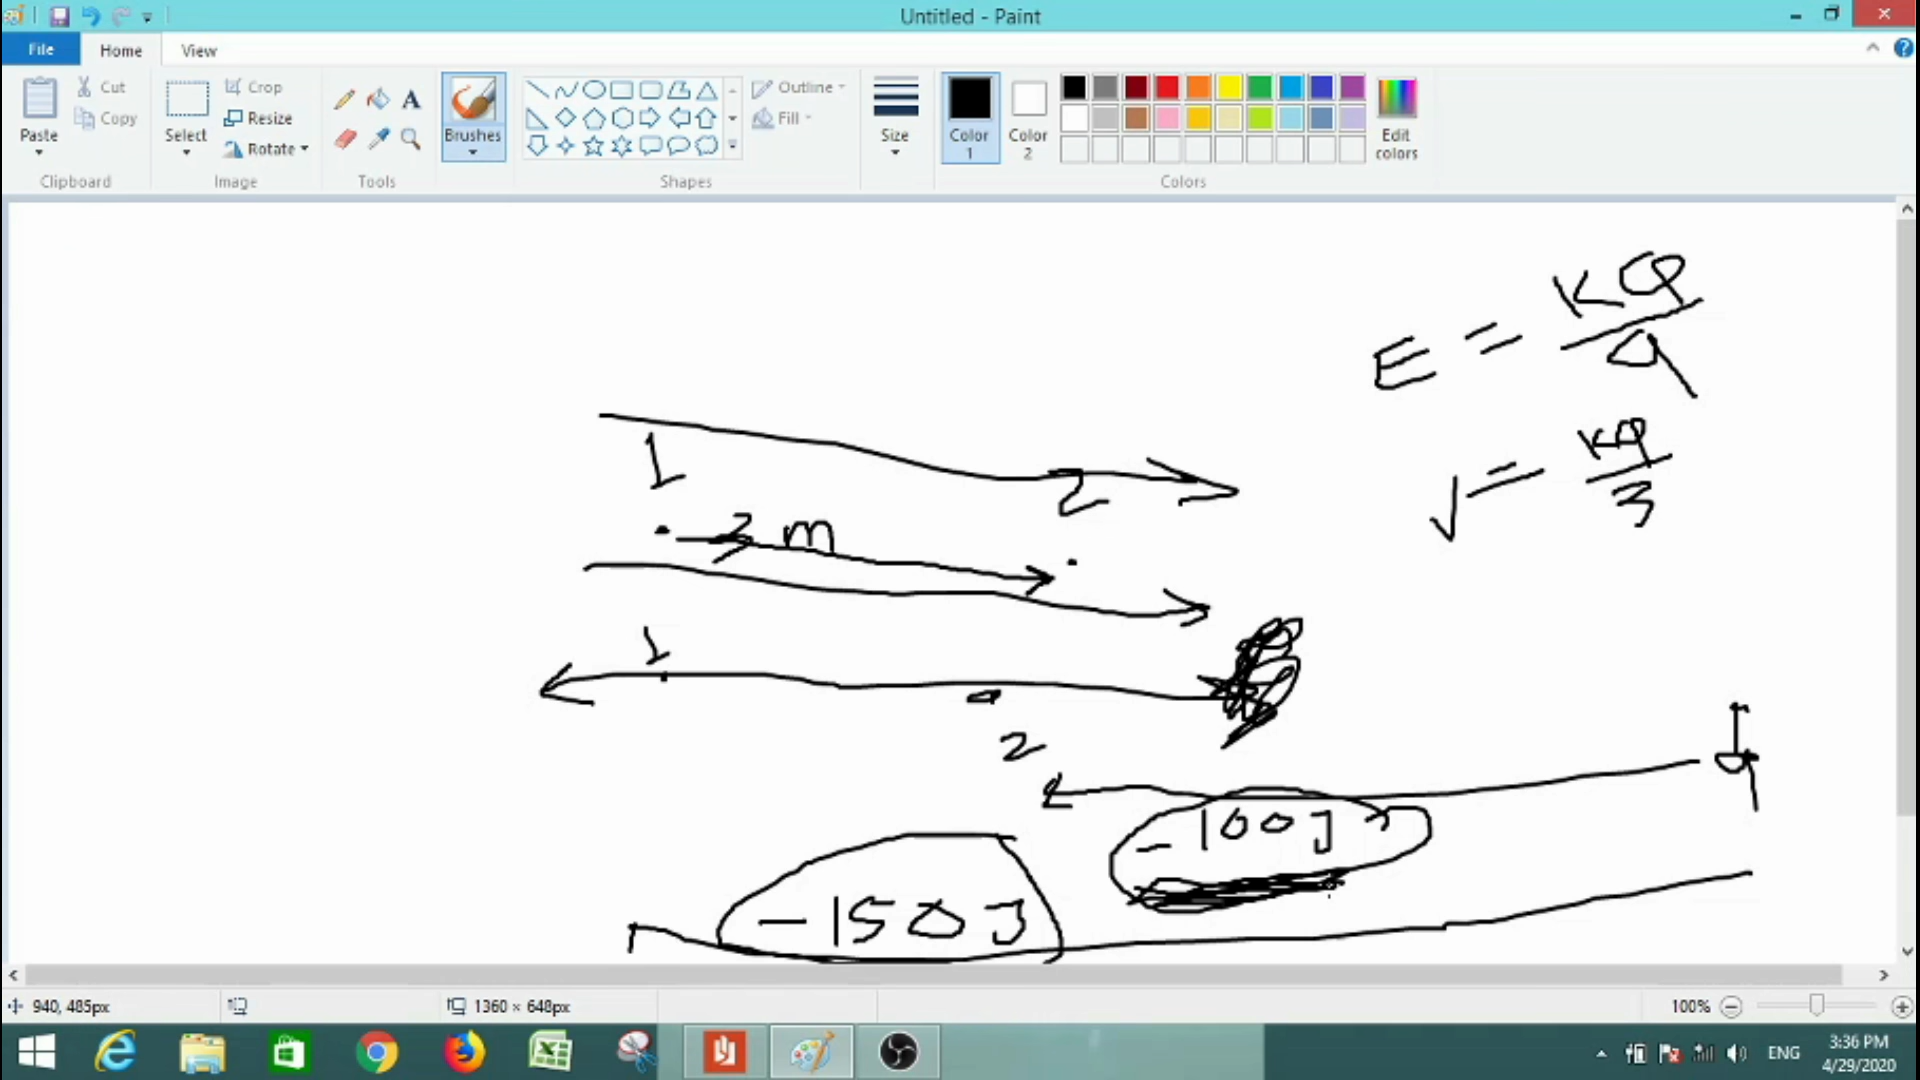 Untitled - Paint
File Home View
Paste
Cut
Copy
Clipboard
Select
Crop
Resize
Rotate
Image
Tools
Brushes
Outline
Fill
Shapes
Size
Color 1
Color 2
Edit colors
Colors
E = KQ/9
V = KQ/3
1
2
3 m
1
2
-100J
-150J
940, 485px
1360 × 648px
100%
ENG
3:36 PM
4/29/2020